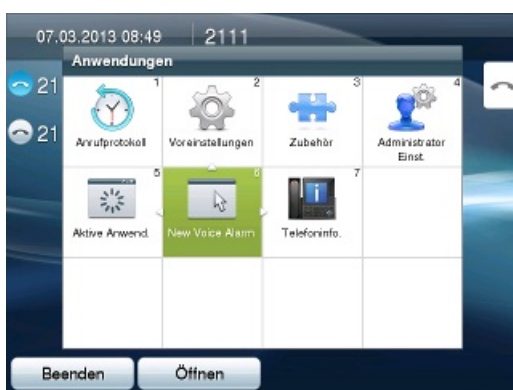 07.03.2013 08:49 2111
Anwendungen
21
21
1
Anrufprotokoll
2
Voreinstellungen
3
Zubehör
4
Administrator
Einst.
5
Aktive Anwend.
6
New Voice Alarm
7
Telefoninfo.
Beenden
Öffnen